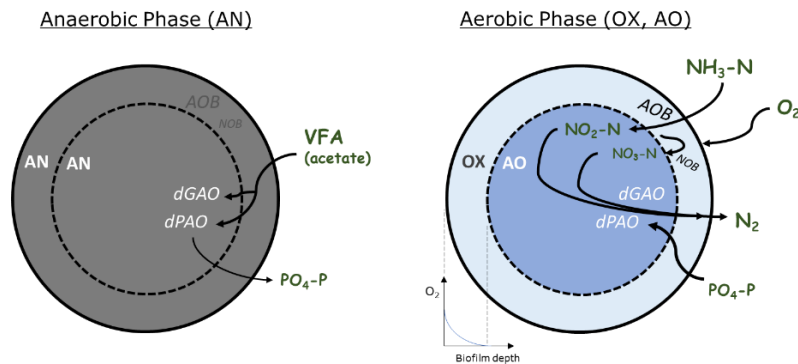 Anaerobic Phase (AN)
AOB
NOB
VFA
(acetate)
AN
AN
dGAO
dPAO
PO₄-P
Aerobic Phase (OX, AO)
NH₃-N
O₂
AOB
NO₂-N
NO₃-N
NOB
OX
AO
dGAO
dPAO
N₂
PO₄-P
O₂
Biofilm depth